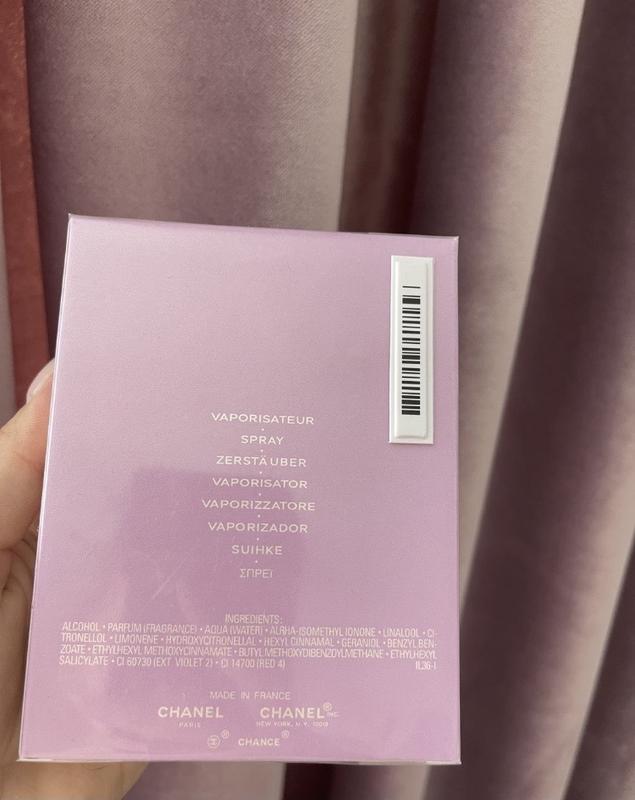 VAPORISATEUR
SPRAY
ZERSTÄUBER
VAPORISATOR
VAPORIZZATORE
VAPORIZADOR
SUIHKE
ΣΠΡΕΪ
INGREDIENTS:
ALCOHOL • PARFUM (FRAGRANCE) • AQUA (WATER) • ALPHA-ISOMETHYL IONONE • LINALOOL • CI-
TRONELLOL • LIMONENE • HYDROXYCITRONELLAL • HEXYL CINNAMAL • GERANIOL • BENZYL BEN-
ZOATE • ETHYLHEXYL METHOXYCINNAMATE • BUTYL METHOXYDIBENZOYLMETHANE • ETHYLHEXYL
SALICYLATE • CI 60730 (EXT. VIOLET 2) • CI 14700 (RED 4) IL36-I
MADE IN FRANCE
CHANEL CHANEL® INC.
PARIS NEW YORK, N.Y. 10019
® CHANCE®